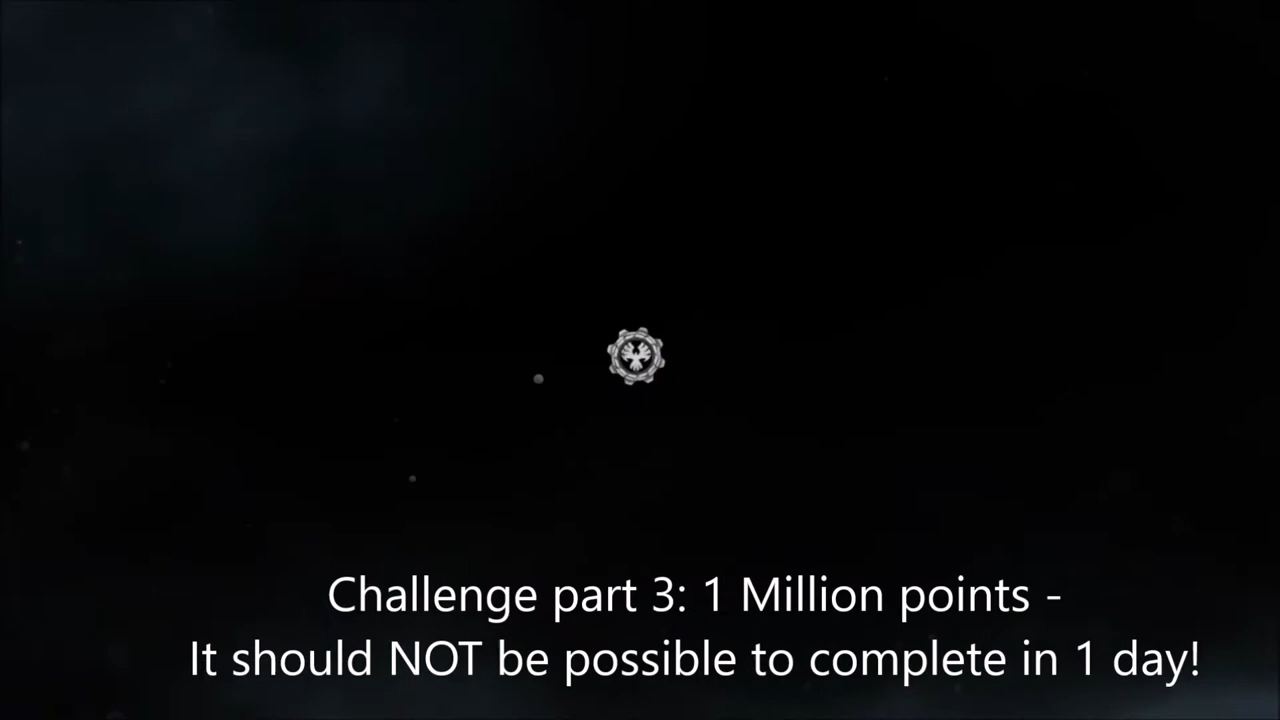 Challenge part 3: 1 Million points -
It should NOT be possible to complete in 1 day!